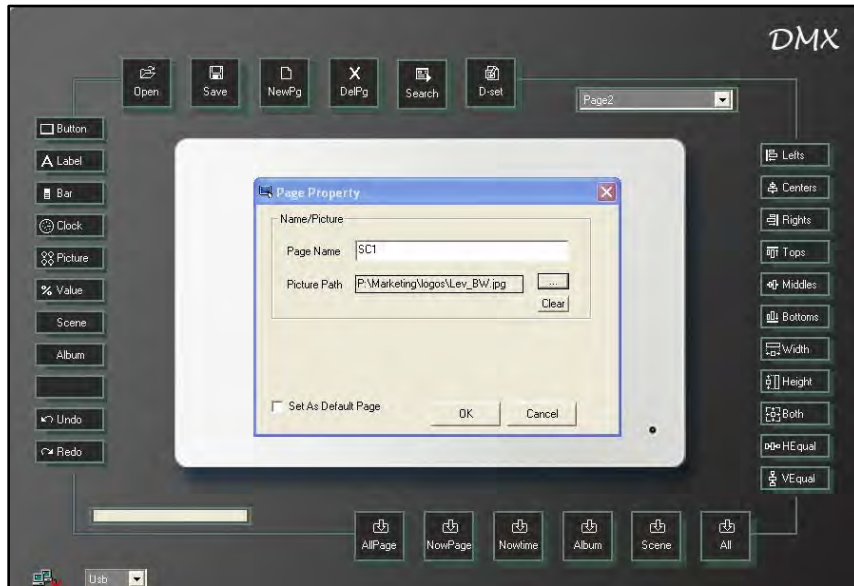 DMX
Open
Save
NewPg
DelPg
Search
D-set
Page2
Button
Label
Bar
Clock
Picture
% Value
Scene
Album
Undo
Redo
Page Property
Name/Picture
Page Name
SC1
Picture Path
P:\Marketing\logos\Lev_BW.jpg
...
Clear
Set As Default Page
OK
Cancel
Lefts
Centers
Rights
Tops
Middles
Bottoms
Width
Height
Both
HEqual
VEqual
AllPage
NowPage
Nowtime
Album
Scene
All
Usb